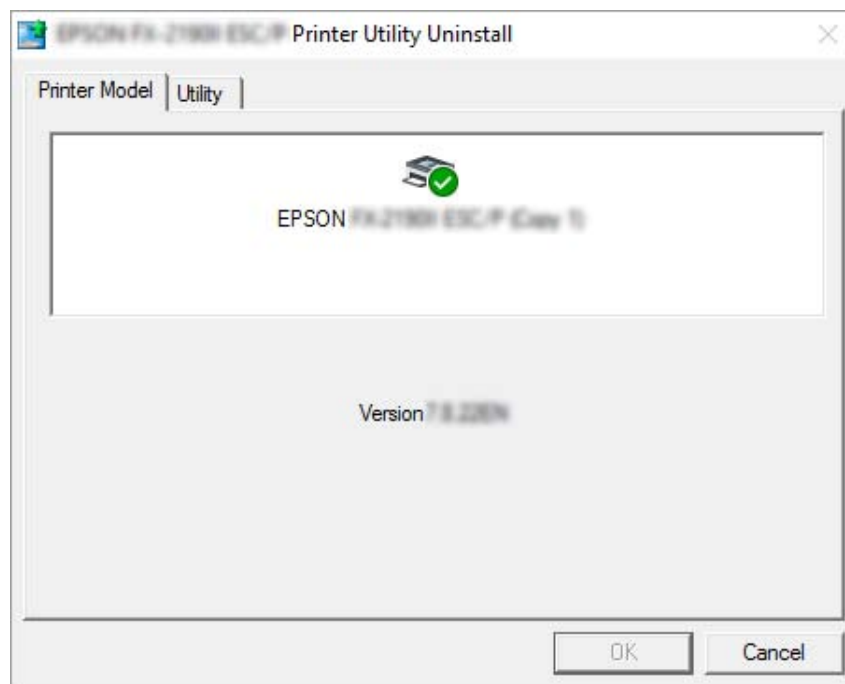 Printer Utility Uninstall
Printer Model
Utility
EPSON
Version
OK
Cancel